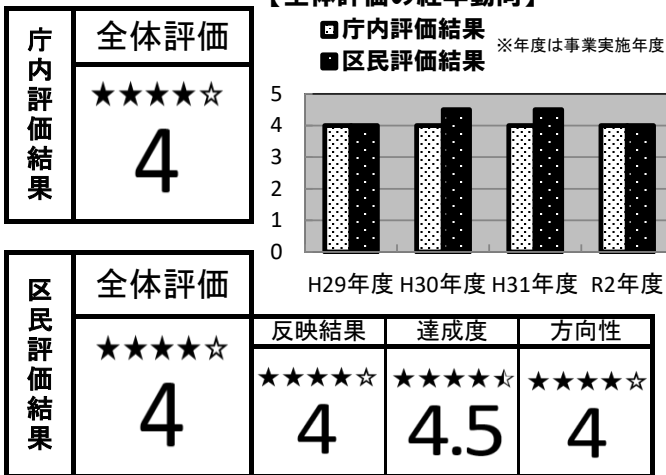 【全体評価の経年動向】
庁内評価結果
全体評価
★★★★☆
4
□庁内評価結果
■区民評価結果
※年度は事業実施年度
5
4
3
2
1
0
H29年度 H30年度 H31年度 R2年度
区民評価結果
全体評価
★★★★☆
4
反映結果 達成度 方向性
★★★★☆ ★★★★⯪ ★★★★☆
4 4.5 4